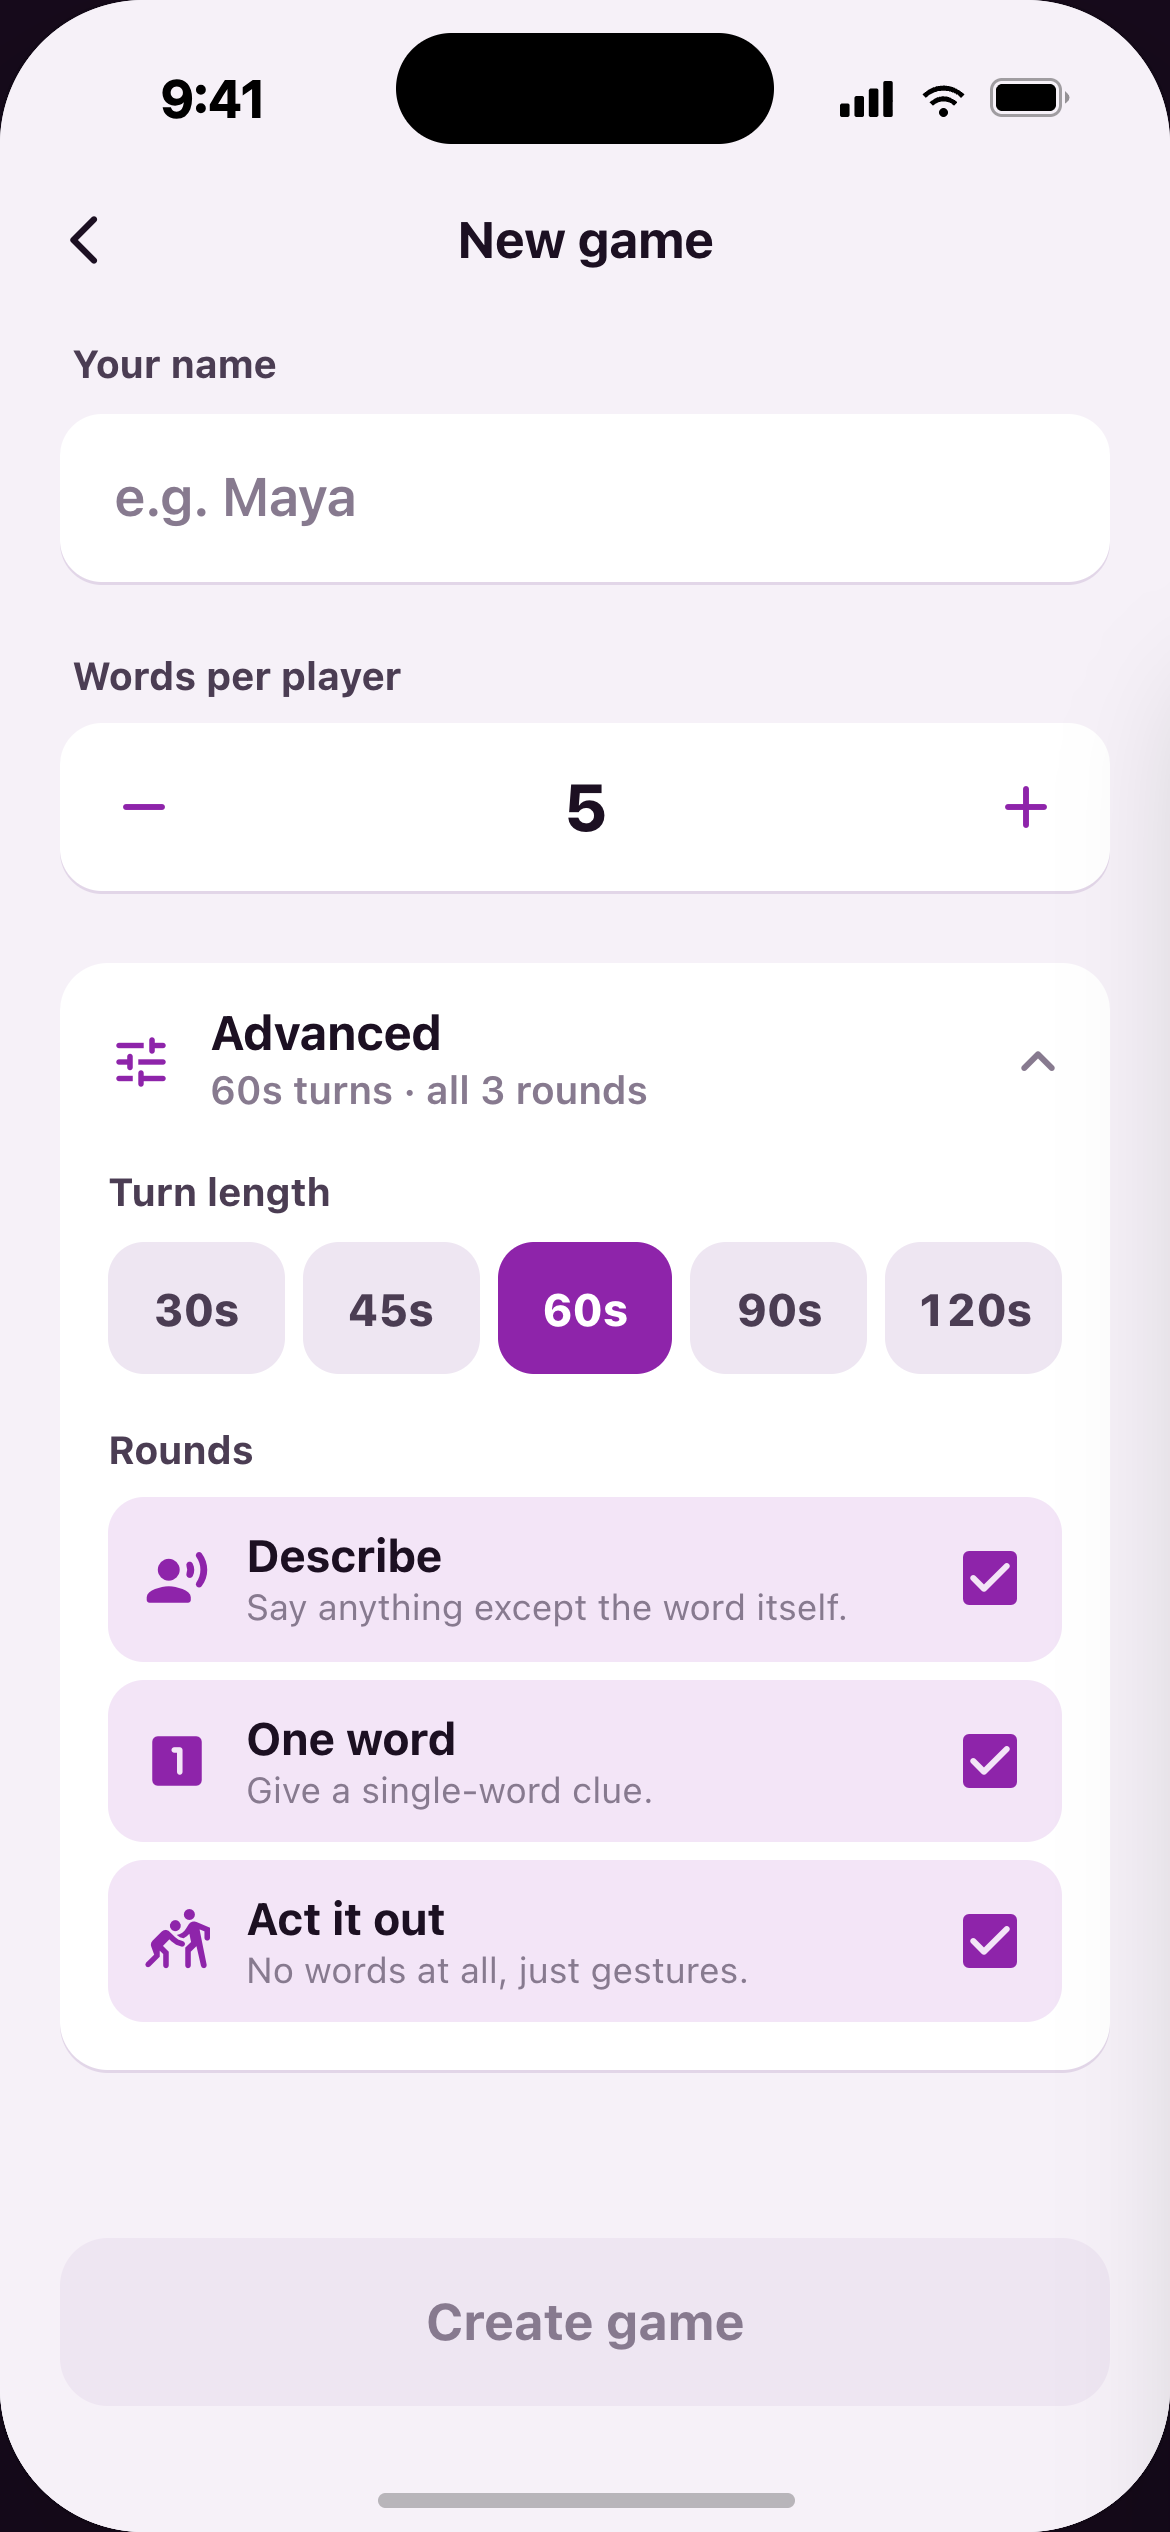 9:41
New game
Your name
e.g. Maya
Words per player
5
Advanced
60s turns · all 3 rounds
Turn length
30s 45s 60s 90s 120s
Rounds
Describe
Say anything except the word itself.
1
One word
Give a single-word clue.
Act it out
No words at all, just gestures.
Create game